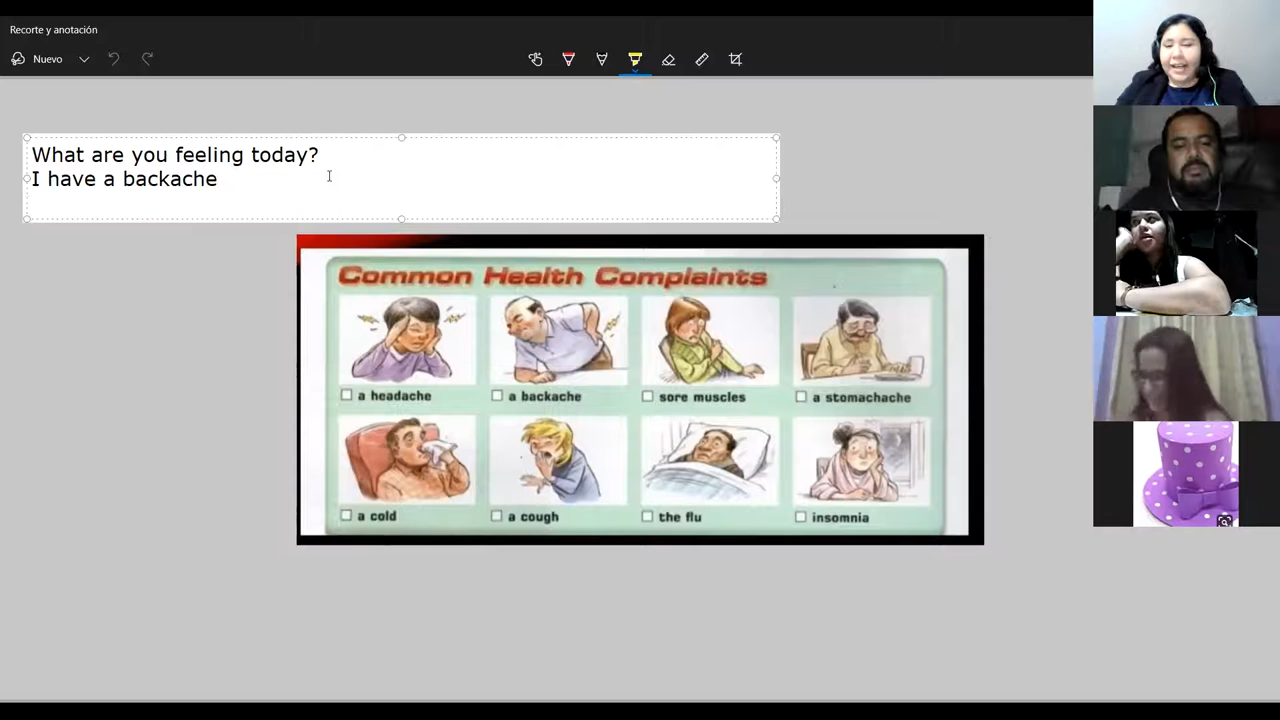 Recorte y anotación
Nuevo
What are you feeling today?
I have a backache
Common Health Complaints
a headache
a backache
sore muscles
a stomachache
a cold
a cough
the flu
insomnia